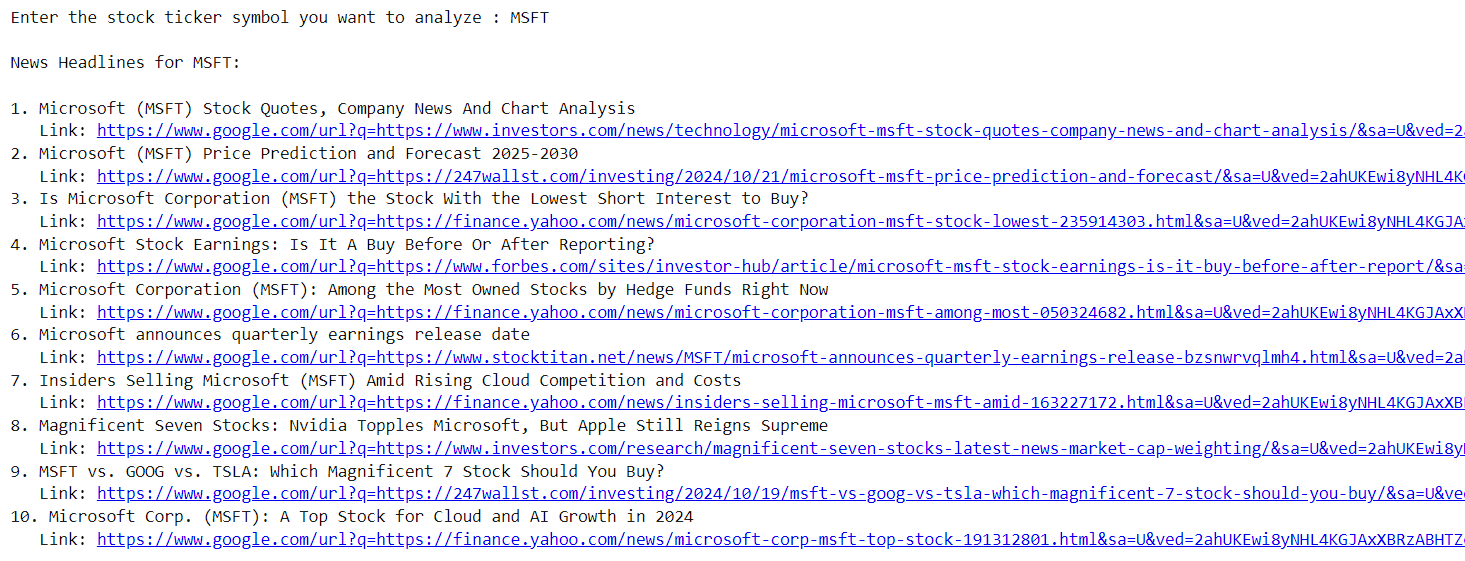 Enter the stock ticker symbol you want to analyze : MSFT
News Headlines for MSFT:
1. Microsoft (MSFT) Stock Quotes, Company News And Chart Analysis
Link: https://www.google.com/url?q=https://www.investors.com/news/technology/microsoft-msft-stock-quotes-company-news-and-chart-analysis/&sa=U&ved=2a
2. Microsoft (MSFT) Price Prediction and Forecast 2025-2030
Link: https://www.google.com/url?q=https://247wallst.com/investing/2024/10/21/microsoft-msft-price-prediction-and-forecast/&sa=U&ved=2ahUKEwi8yNHL4KG
3. Is Microsoft Corporation (MSFT) the Stock With the Lowest Short Interest to Buy?
Link: https://www.google.com/url?q=https://finance.yahoo.com/news/microsoft-corporation-msft-stock-lowest-235914303.html&sa=U&ved=2ahUKEwi8yNHL4KGJAx
4. Microsoft Stock Earnings: Is It A Buy Before Or After Reporting?
Link: https://www.google.com/url?q=https://www.forbes.com/sites/investor-hub/article/microsoft-msft-stock-earnings-is-it-buy-before-after-report/&sa=
5. Microsoft Corporation (MSFT): Among the Most Owned Stocks by Hedge Funds Right Now
Link: https://www.google.com/url?q=https://finance.yahoo.com/news/microsoft-corporation-msft-among-most-050324682.html&sa=U&ved=2ahUKEwi8yNHL4KGJAxX
6. Microsoft announces quarterly earnings release date
Link: https://www.google.com/url?q=https://www.stocktitan.net/news/MSFT/microsoft-announces-quarterly-earnings-release-bzsnwrvqlmh4.html&sa=U&ved=2a
7. Insiders Selling Microsoft (MSFT) Amid Rising Cloud Competition and Costs
Link: https://www.google.com/url?q=https://finance.yahoo.com/news/insiders-selling-microsoft-msft-amid-163227172.html&sa=U&ved=2ahUKEwi8yNHL4KGJAxXB
8. Magnificent Seven Stocks: Nvidia Topples Microsoft, But Apple Still Reigns Supreme
Link: https://www.google.com/url?q=https://www.investors.com/research/magnificent-seven-stocks-latest-news-market-cap-weighting/&sa=U&ved=2ahUKEwi8y
9. MSFT vs. GOOG vs. TSLA: Which Magnificent 7 Stock Should You Buy?
Link: https://www.google.com/url?q=https://247wallst.com/investing/2024/10/19/msft-vs-goog-vs-tsla-which-magnificent-7-stock-should-you-buy/&sa=U&ve
10. Microsoft Corp. (MSFT): A Top Stock for Cloud and AI Growth in 2024
Link: https://www.google.com/url?q=https://finance.yahoo.com/news/microsoft-corp-msft-top-stock-191312801.html&sa=U&ved=2ahUKEwi8yNHL4KGJAxXBRzABHTZ